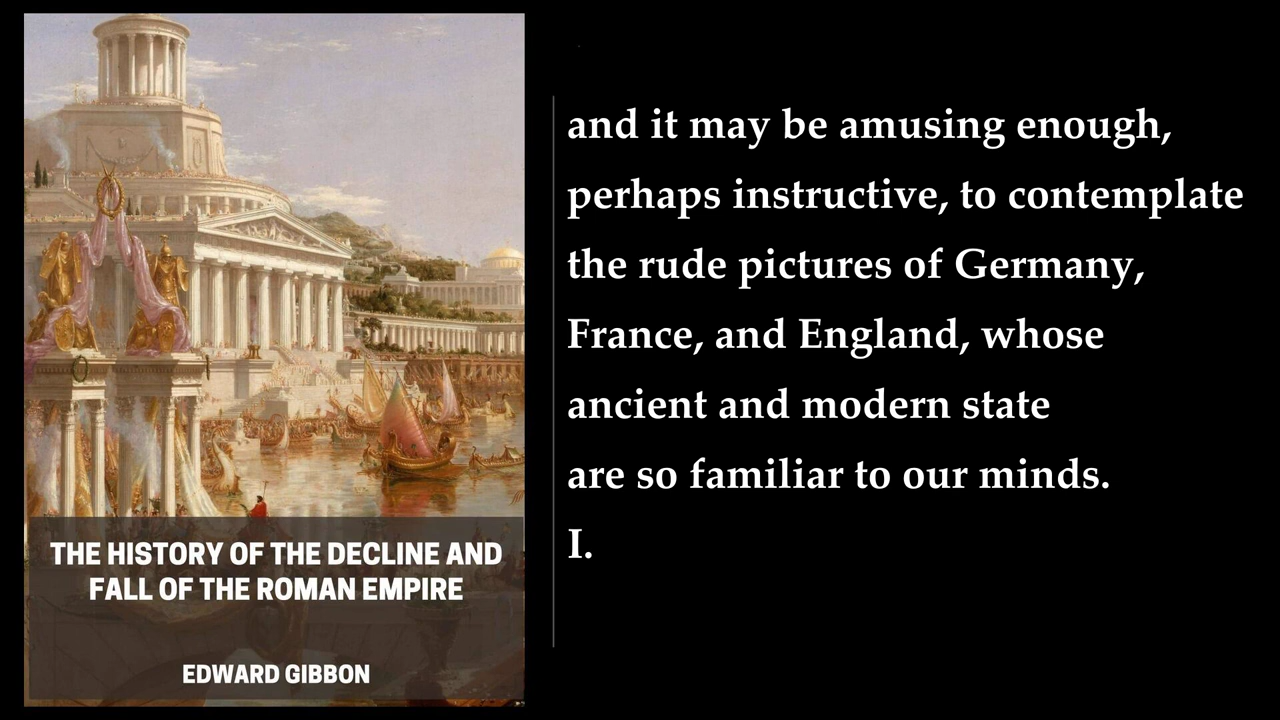 THE HISTORY OF THE DECLINE AND
FALL OF THE ROMAN EMPIRE
EDWARD GIBBON
and it may be amusing enough,
perhaps instructive, to contemplate
the rude pictures of Germany,
France, and England, whose
ancient and modern state
are so familiar to our minds.
I.